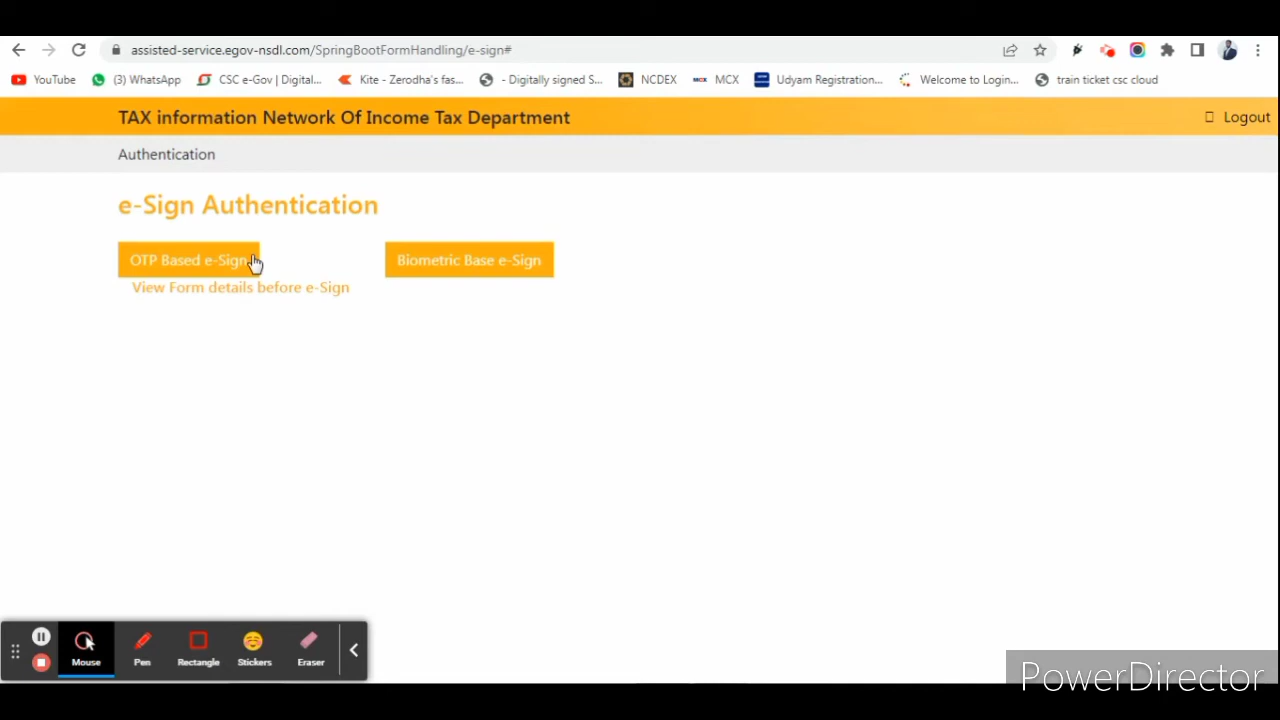 assisted-service.egov-nsdl.com/SpringBootFormHandling/e-sign#
YouTube (3) WhatsApp CSC e-Gov | Digital... Kite - Zerodha's fas... - Digitally signed S... NCDEX MCX MCX Udyam Registration... Welcome to Login... train ticket csc cloud
TAX information Network Of Income Tax Department Logout
Authentication
e-Sign Authentication
OTP Based e-Sign Biometric Base e-Sign
View Form details before e-Sign
Mouse Pen Rectangle Stickers Eraser
PowerDirector